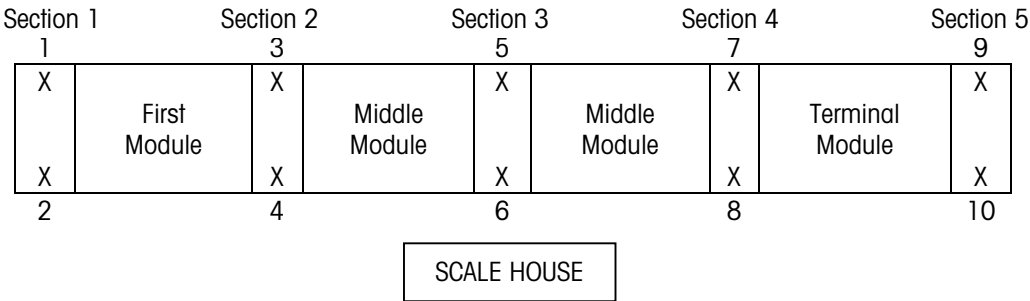 Section 1 Section 2 Section 3 Section 4 Section 5
1 3 5 7 9
X X X X X
First Module
Middle Module
Middle Module
Terminal Module
X X X X X
2 4 6 8 10
SCALE HOUSE